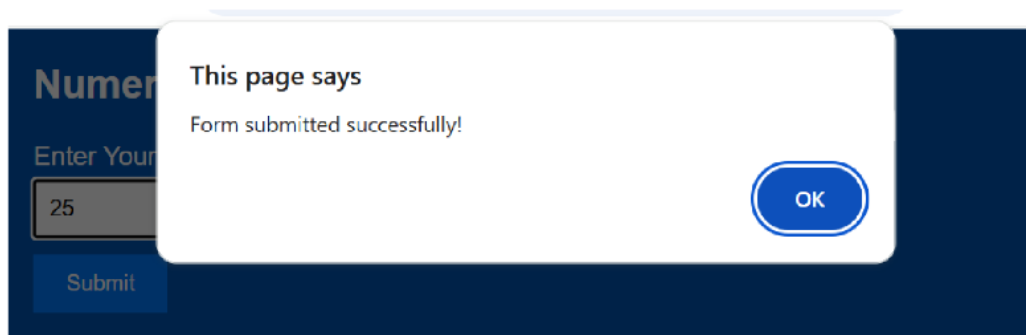 This page says
Form submitted successfully!
OK
Numer
Enter Your
25
Submit